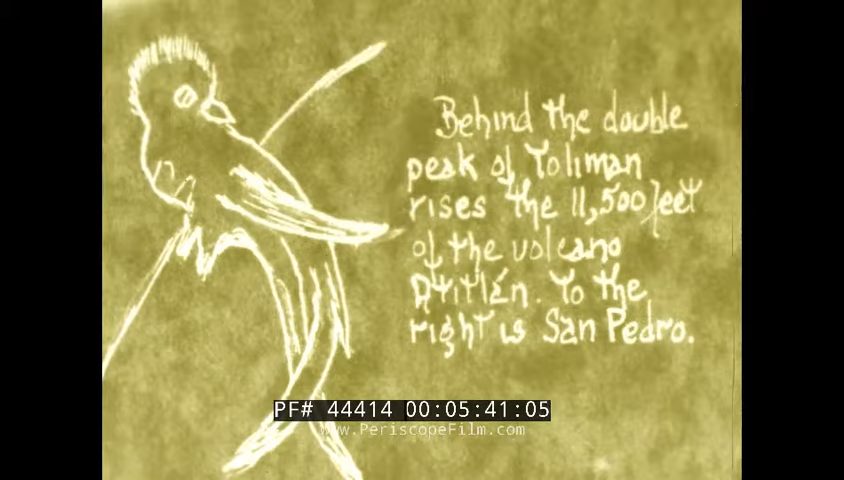 Behind the double
peak of Toliman
rises the 11,500 feet
of the volcano
Atitlán. To the
right is San Pedro.
PF# 44414 00:05:41:05
www.PeriscopeFilm.com